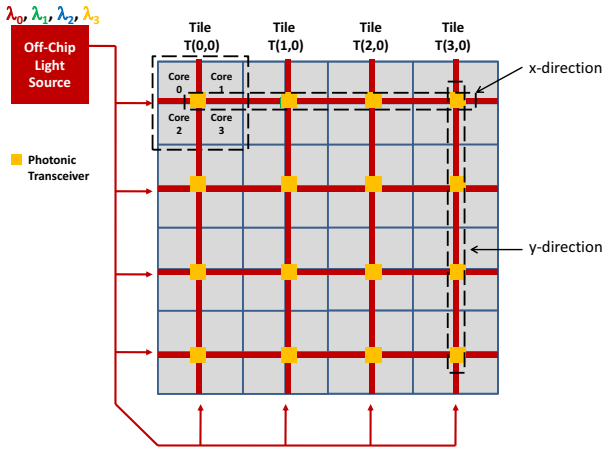 λ0, λ1, λ2, λ3
Off-Chip
Light
Source
Photonic
Transceiver
Tile
T(0,0)
Tile
T(1,0)
Tile
T(2,0)
Tile
T(3,0)
Core
0
Core
1
Core
2
Core
3
x-direction
y-direction